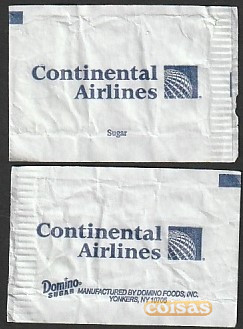 Continental
Airlines
Sugar
Continental
Airlines
Domino
SUGAR
MANUFACTURED BY DOMINO FOODS, INC.
YONKERS, NY 10705
coisas